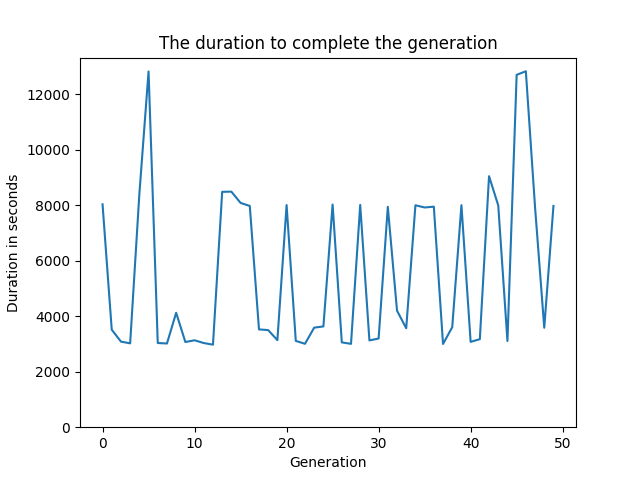 The duration to complete the generation
12000
10000
8000
6000
4000
2000
0
Duration in seconds
0 10 20 30 40 50
Generation